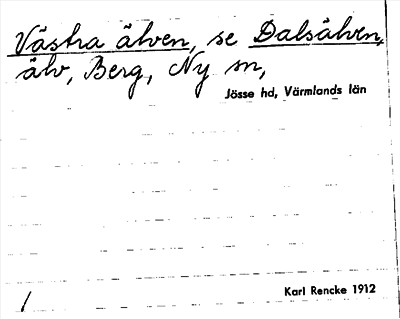 Västra älven, se Dalsälven,
älv, Berg, Ny sn,
Jösse hd, Värmlands län
Karl Rencke 1912
/